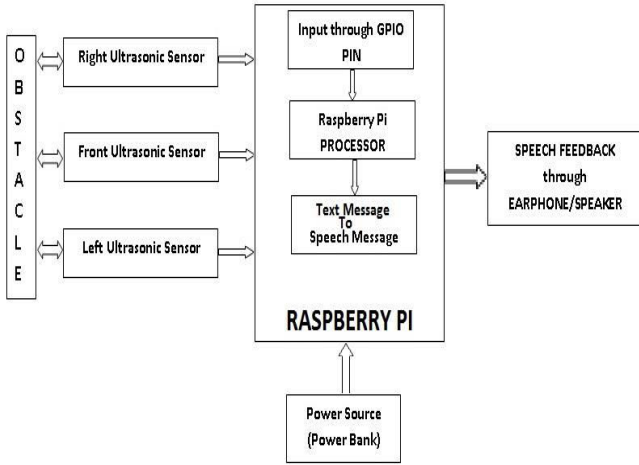 O
B
S
T
A
C
L
E
Right Ultrasonic Sensor
Front Ultrasonic Sensor
Left Ultrasonic Sensor
Input through GPIO
PIN
Raspberry Pi
PROCESSOR
Text Message
To
Speech Message
RASPBERRY PI
SPEECH FEEDBACK
through
EARPHONE/SPEAKER
Power Source
(Power Bank)